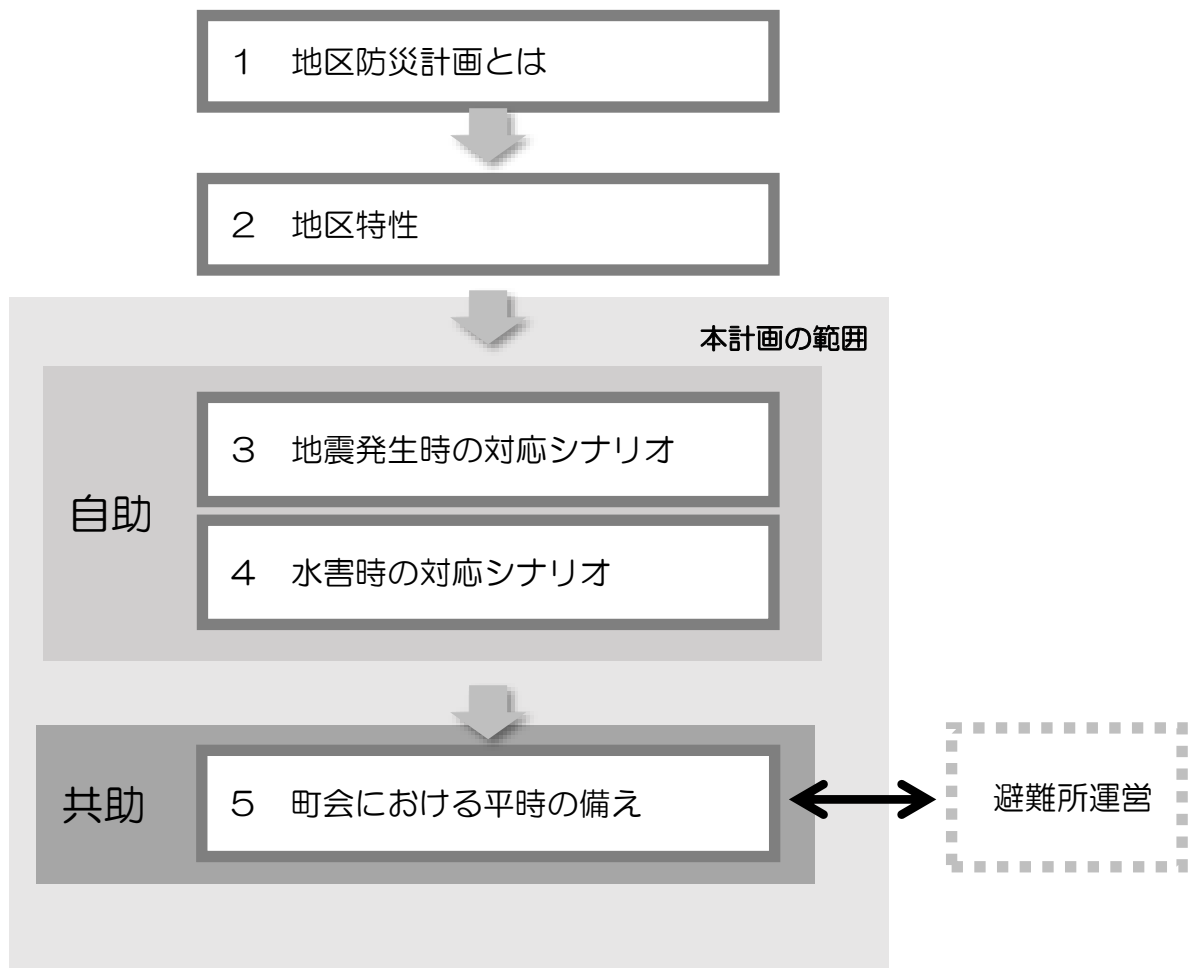 １　地区防災計画とは
２　地区特性
本計画の範囲
自助
３　地震発生時の対応シナリオ
４　水害時の対応シナリオ
共助
５　町会における平時の備え
避難所運営